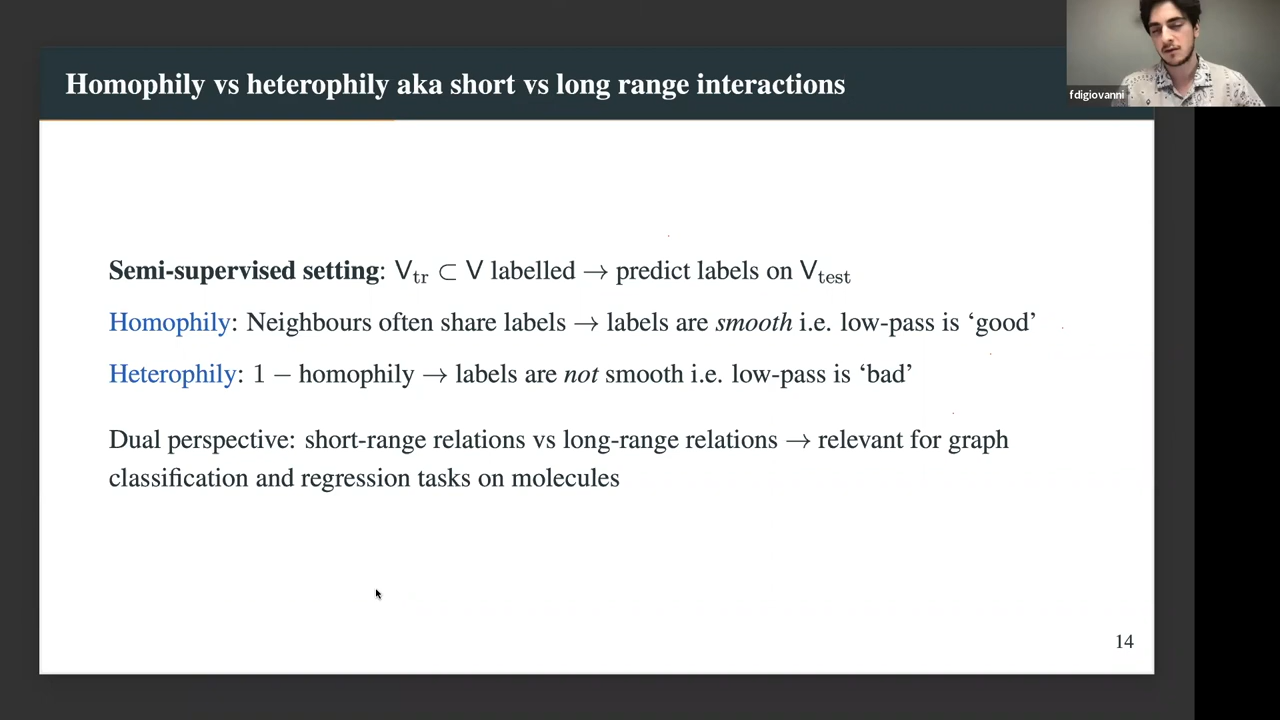 Homophily vs heterophily aka short vs long range interactions
fdigiovanni
Semi-supervised setting: V_tr ⊂ V labelled → predict labels on V_test
Homophily: Neighbours often share labels → labels are smooth i.e. low-pass is ‘good’
Heterophily: 1 − homophily → labels are not smooth i.e. low-pass is ‘bad’
Dual perspective: short-range relations vs long-range relations → relevant for graph
classification and regression tasks on molecules
14